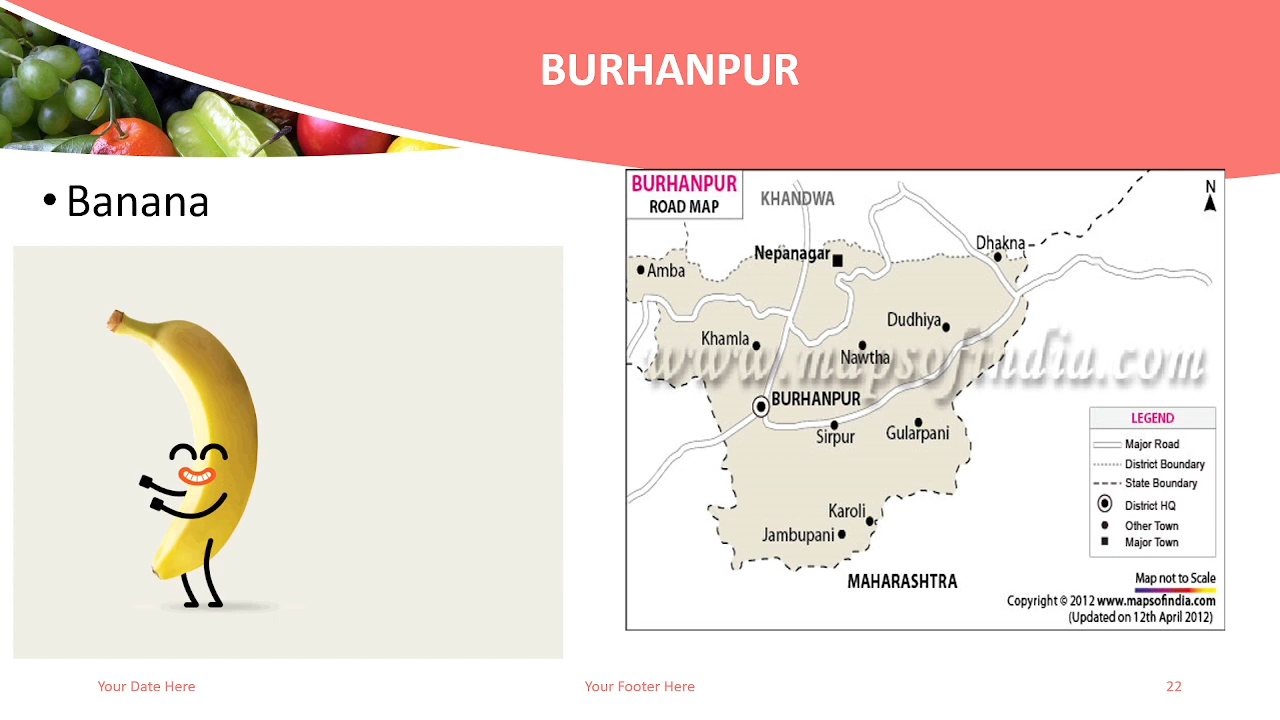 BURHANPUR
• Banana
BURHANPUR
ROAD MAP
KHANDWA
N
Nepanagar
Dhakna
Amba
Khamla
Dudhiya
Nawtha
www.mapsofindia.com
BURHANPUR
Sirpur
Gularpani
Karoli
Jambupani
MAHARASHTRA
LEGEND
Major Road
District Boundary
State Boundary
District HQ
Other Town
Major Town
Map not to Scale
Copyright © 2012 www.mapsofindia.com
(Updated on 12th April 2012)
Your Date Here
Your Footer Here
22